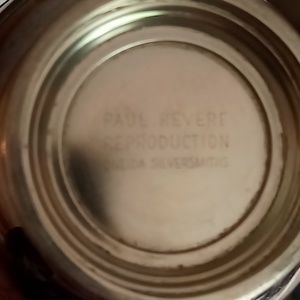 PAUL REVERE
REPRODUCTION
ONEIDA SILVERSMITHS